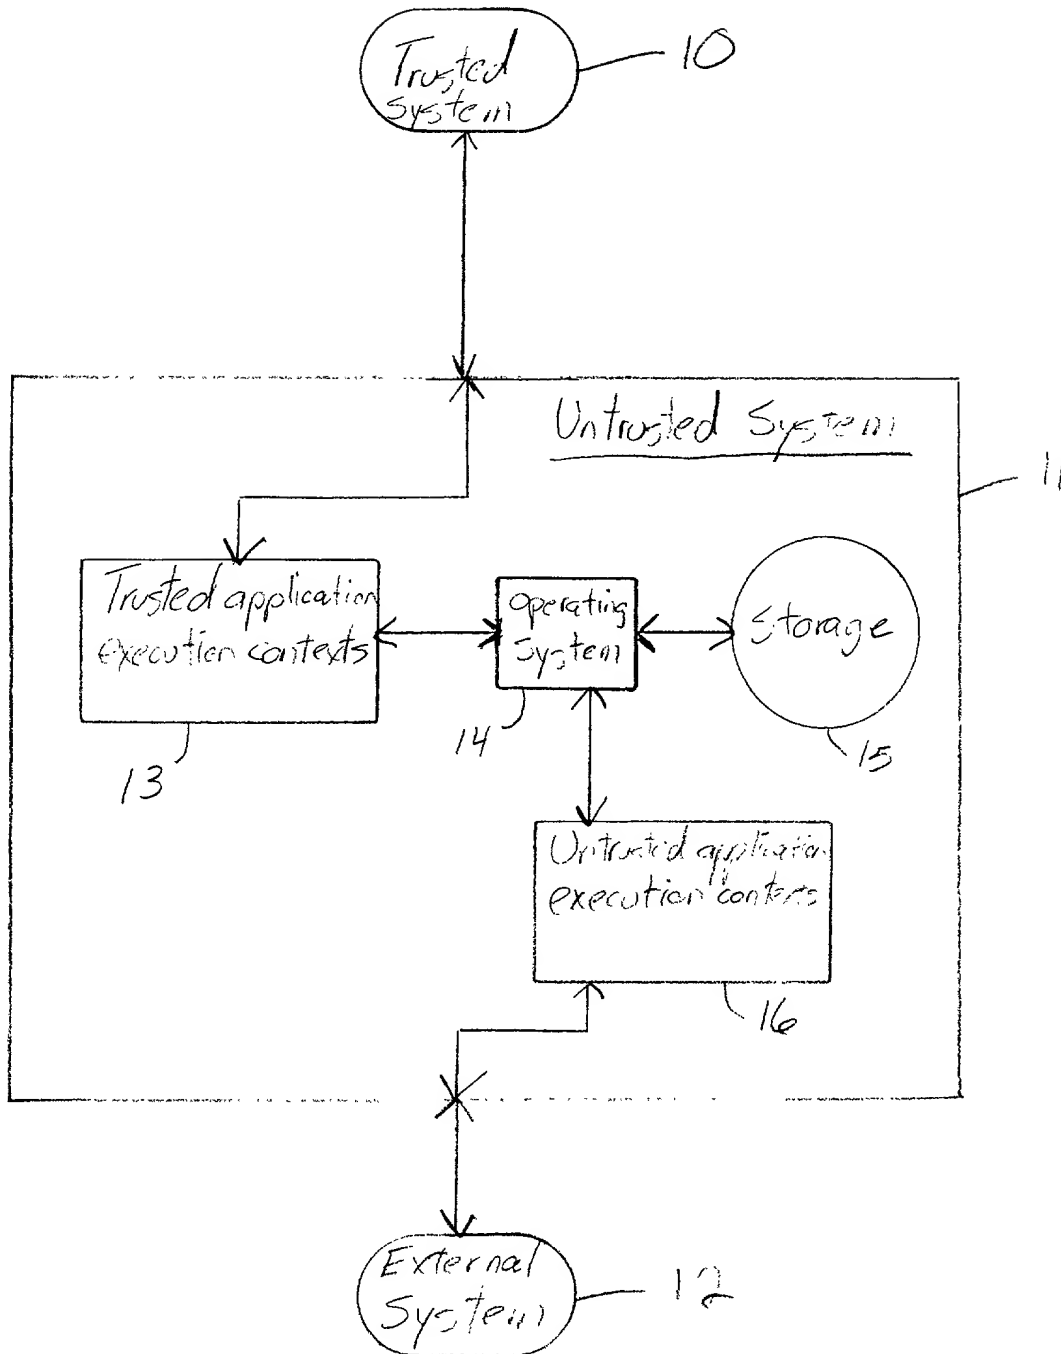 Trusted
system
10
Untrusted System
11
Trusted application
execution contexts
13
Operating
System
14
Storage
15
Untrusted application
execution contexts
16
External
System
12